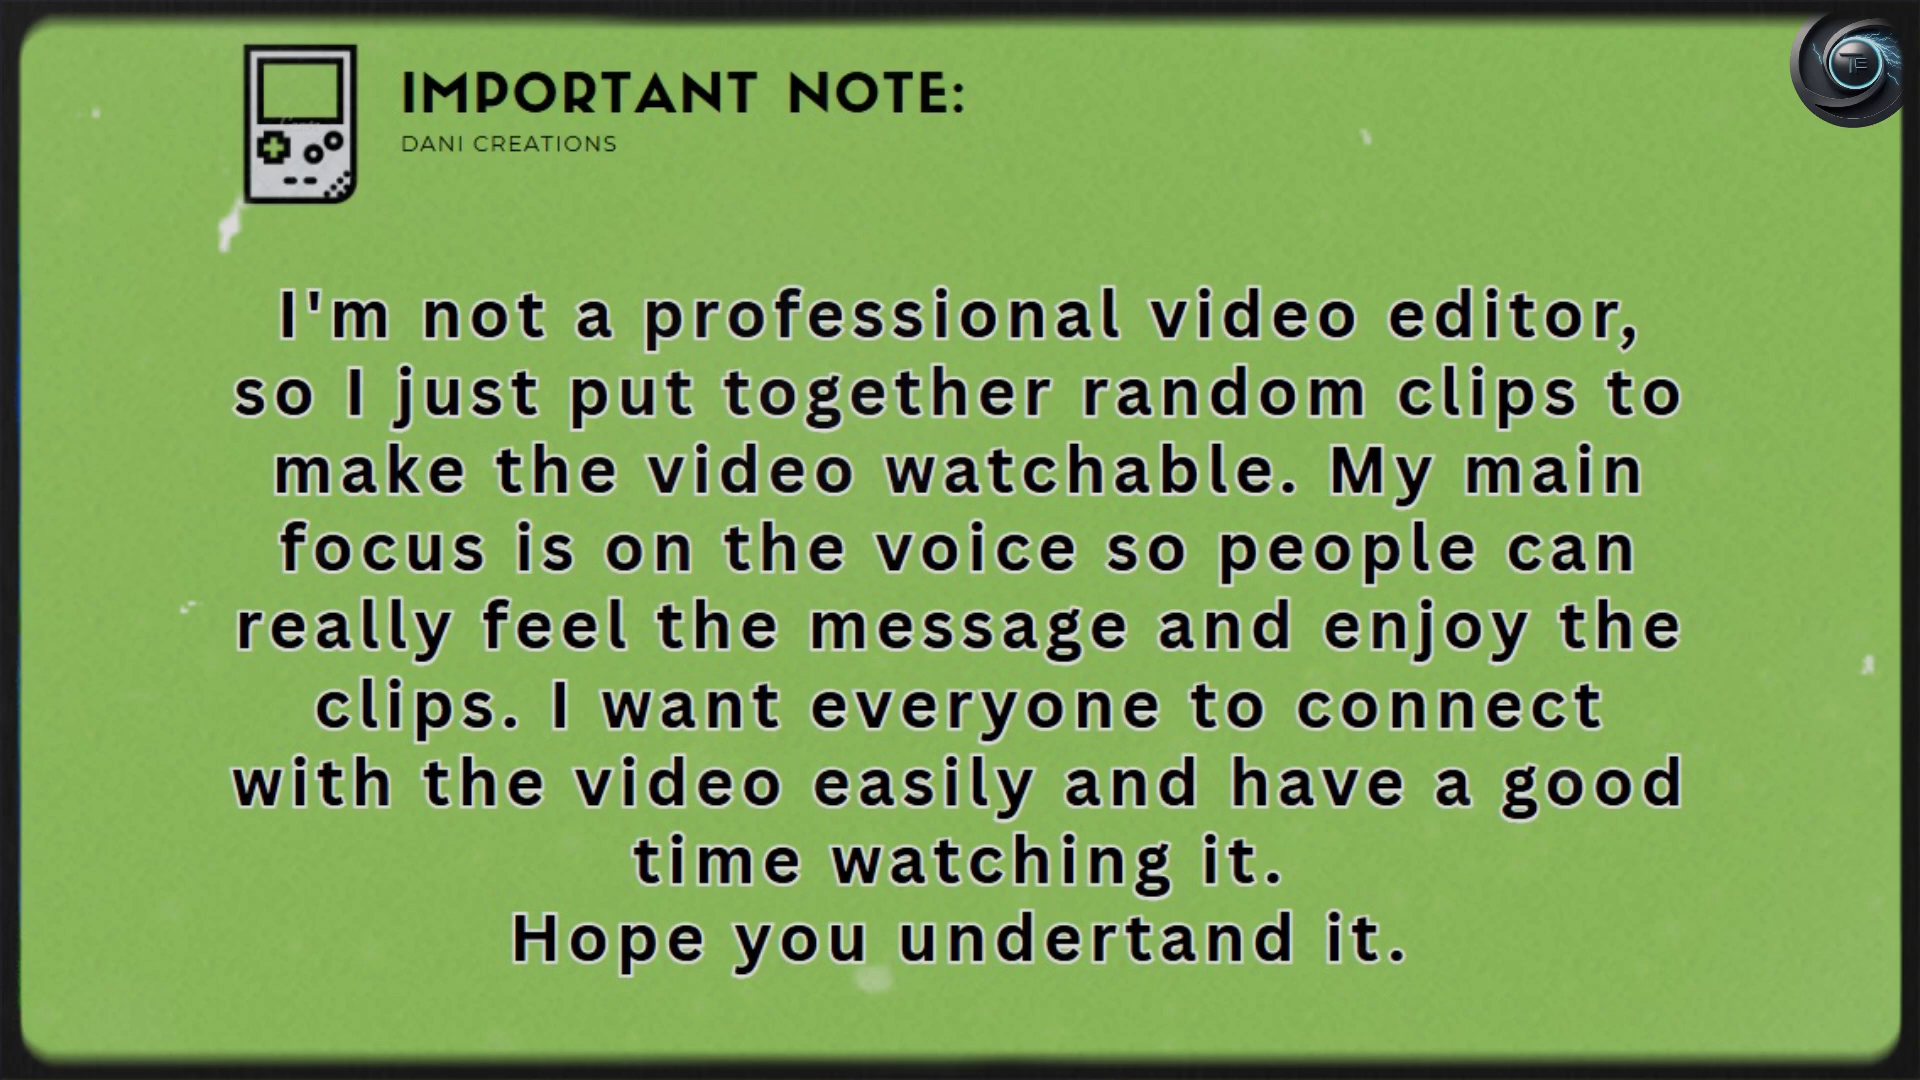 IMPORTANT NOTE:
DANI CREATIONS
TE
I'm not a professional video editor,
so I just put together random clips to
make the video watchable. My main
focus is on the voice so people can
really feel the message and enjoy the
clips. I want everyone to connect
with the video easily and have a good
time watching it.
Hope you undertand it.